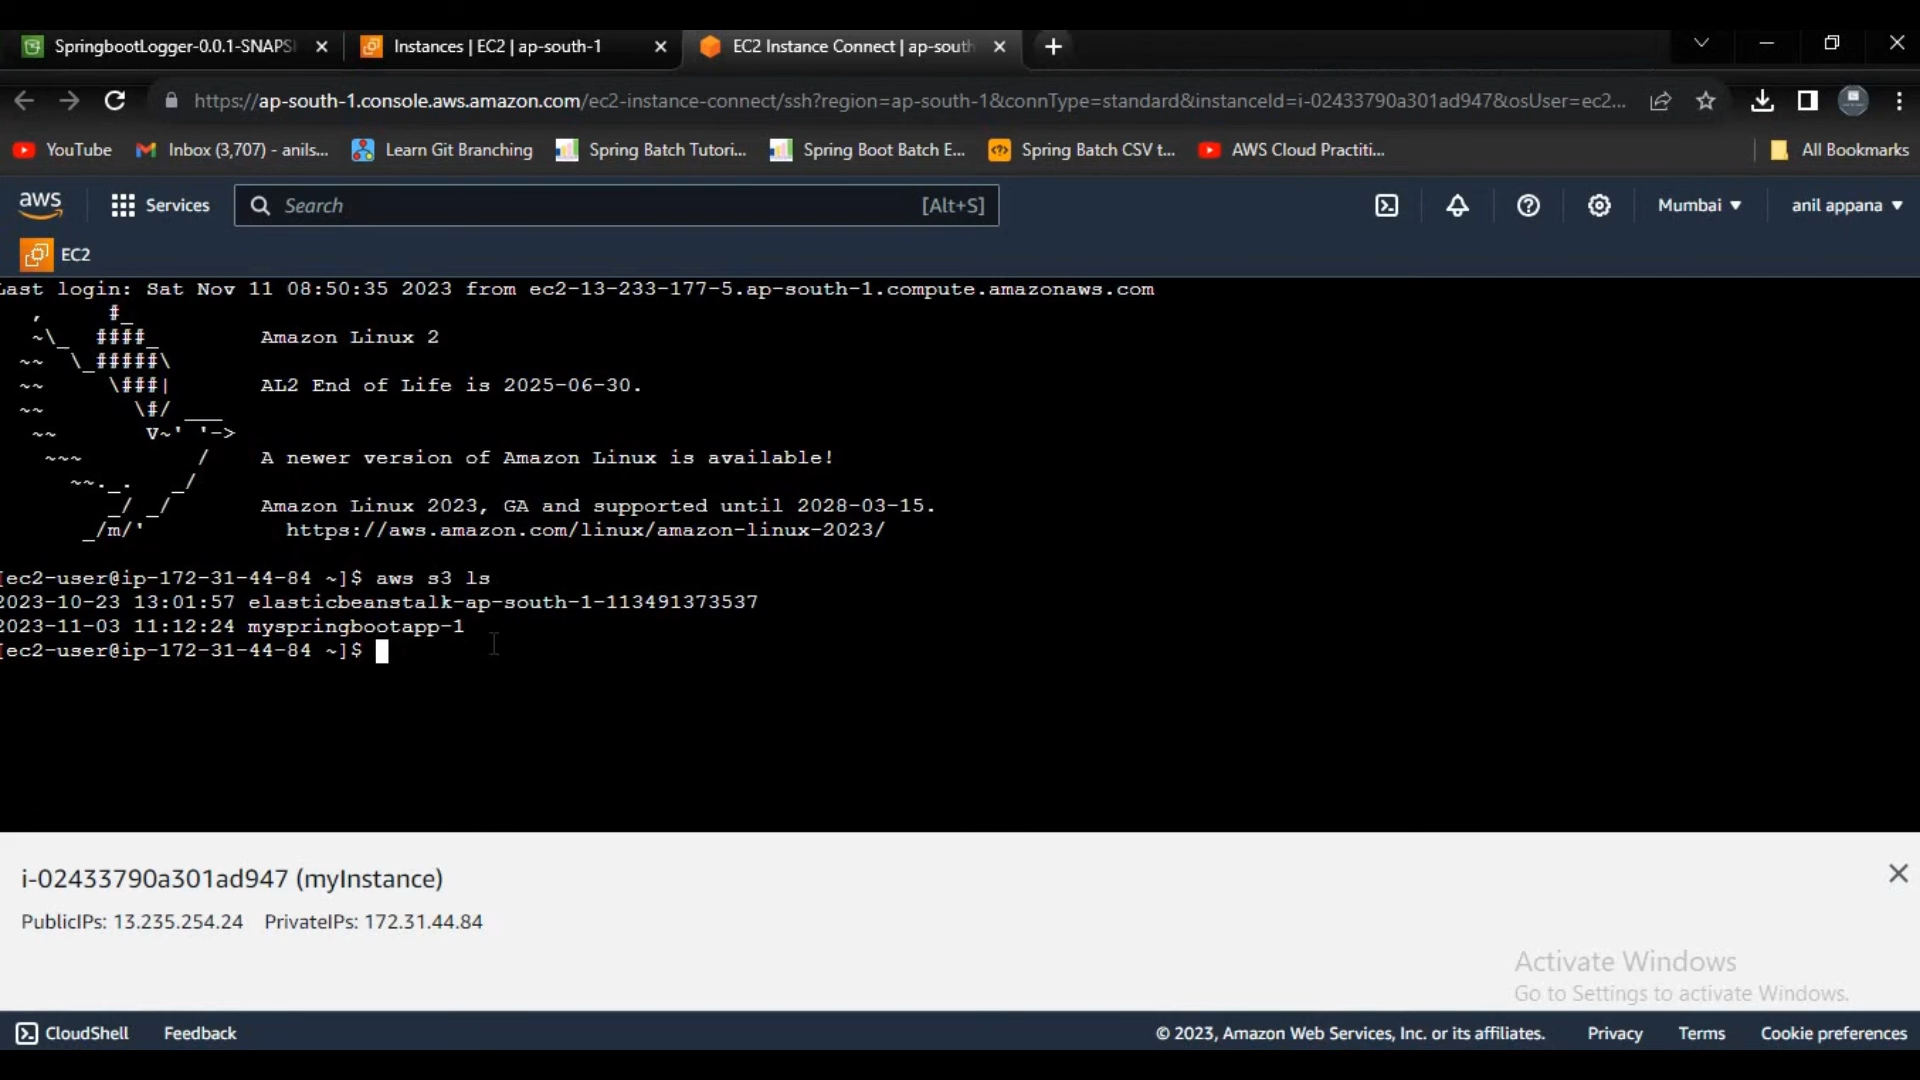 SpringbootLogger-0.0.1-SNAPS
Instances | EC2 | ap-south-1
EC2 Instance Connect | ap-south
https://ap-south-1.console.aws.amazon.com/ec2-instance-connect/ssh?region=ap-south-1&connType=standard&instanceId=i-02433790a301ad947&osUser=ec2...
YouTube
Inbox (3,707) - anils...
Learn Git Branching
Spring Batch Tutori...
Spring Boot Batch E...
Spring Batch CSV t...
AWS Cloud Practiti...
All Bookmarks
aws
Services
Search
[Alt+S]
Mumbai
anil appana
EC2
Last login: Sat Nov 11 08:50:35 2023 from ec2-13-233-177-5.ap-south-1.compute.amazonaws.com
   ,     #_
   ~\_  ####_        Amazon Linux 2
  ~~  \_#####\
  ~~     \###|       AL2 End of Life is 2025-06-30.
  ~~       \#/ ___
   ~~       V~' '->
    ~~~         /    A newer version of Amazon Linux is available!
      ~~._.   _/
         _/ _/       Amazon Linux 2023, GA and supported until 2028-03-15.
       _/m/'           https://aws.amazon.com/linux/amazon-linux-2023/
[ec2-user@ip-172-31-44-84 ~]$ aws s3 ls
2023-10-23 13:01:57 elasticbeanstalk-ap-south-1-113491373537
2023-11-03 11:12:24 myspringbootapp-1
[ec2-user@ip-172-31-44-84 ~]$
i-02433790a301ad947 (myInstance)
PublicIPs: 13.235.254.24 PrivateIPs: 172.31.44.84
Activate Windows
Go to Settings to activate Windows.
CloudShell
Feedback
© 2023, Amazon Web Services, Inc. or its affiliates.
Privacy
Terms
Cookie preferences